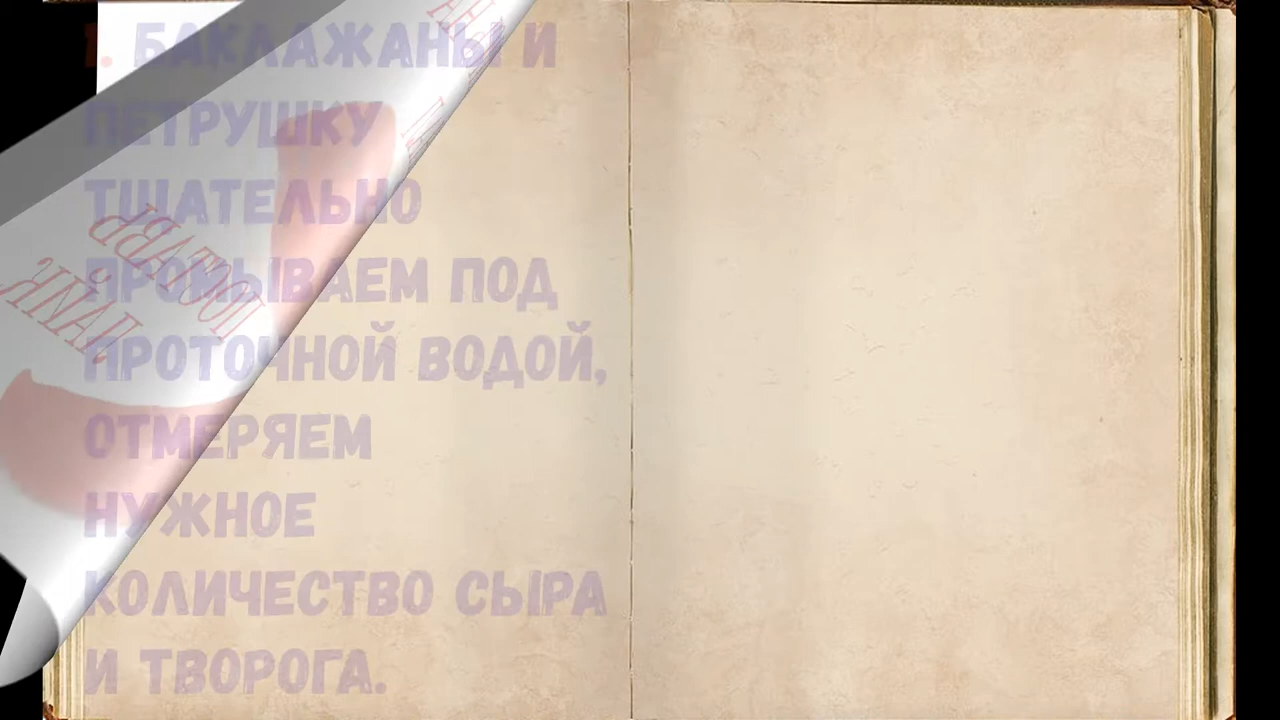 1. БАКЛАЖАНЫ И
ПЕТРУШКУ
ТЩАТЕЛЬНО
ПРОМЫВАЕМ ПОД
ПРОТОЧНОЙ ВОДОЙ,
ОТМЕРЯЕМ
НУЖНОЕ
КОЛИЧЕСТВО СЫРА
И ТВОРОГА.